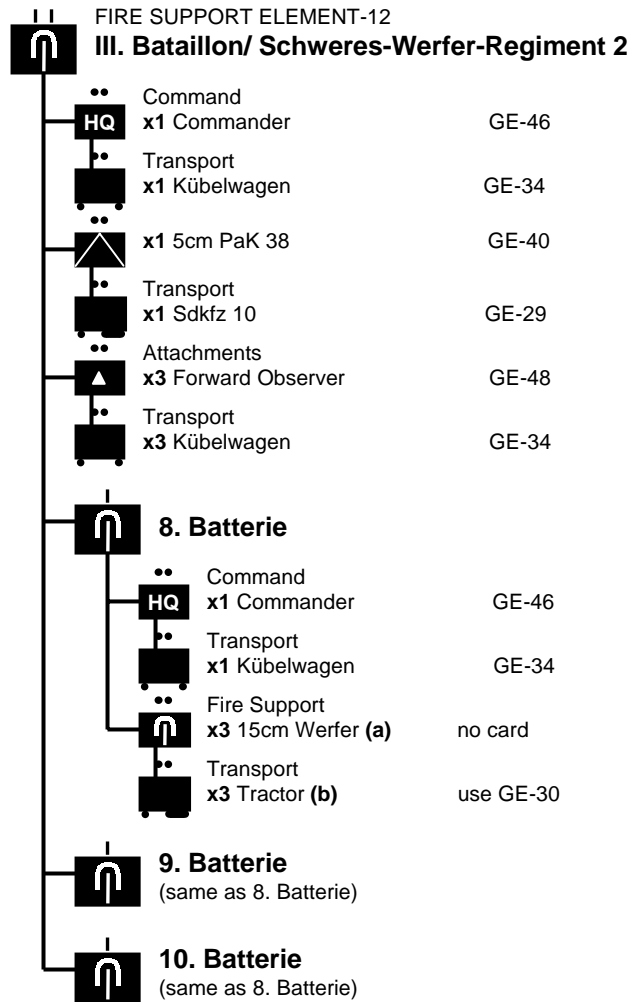 FIRE SUPPORT ELEMENT-12
III. Bataillon/ Schweres-Werfer-Regiment 2
Command
HQ x1 Commander GE-46
Transport
x1 Kübelwagen GE-34
x1 5cm PaK 38 GE-40
Transport
x1 Sdkfz 10 GE-29
Attachments
x3 Forward Observer GE-48
Transport
x3 Kübelwagen GE-34
8. Batterie
Command
HQ x1 Commander GE-46
Transport
x1 Kübelwagen GE-34
Fire Support
x3 15cm Werfer (a) no card
Transport
x3 Tractor (b) use GE-30
9. Batterie
(same as 8. Batterie)
10. Batterie
(same as 8. Batterie)